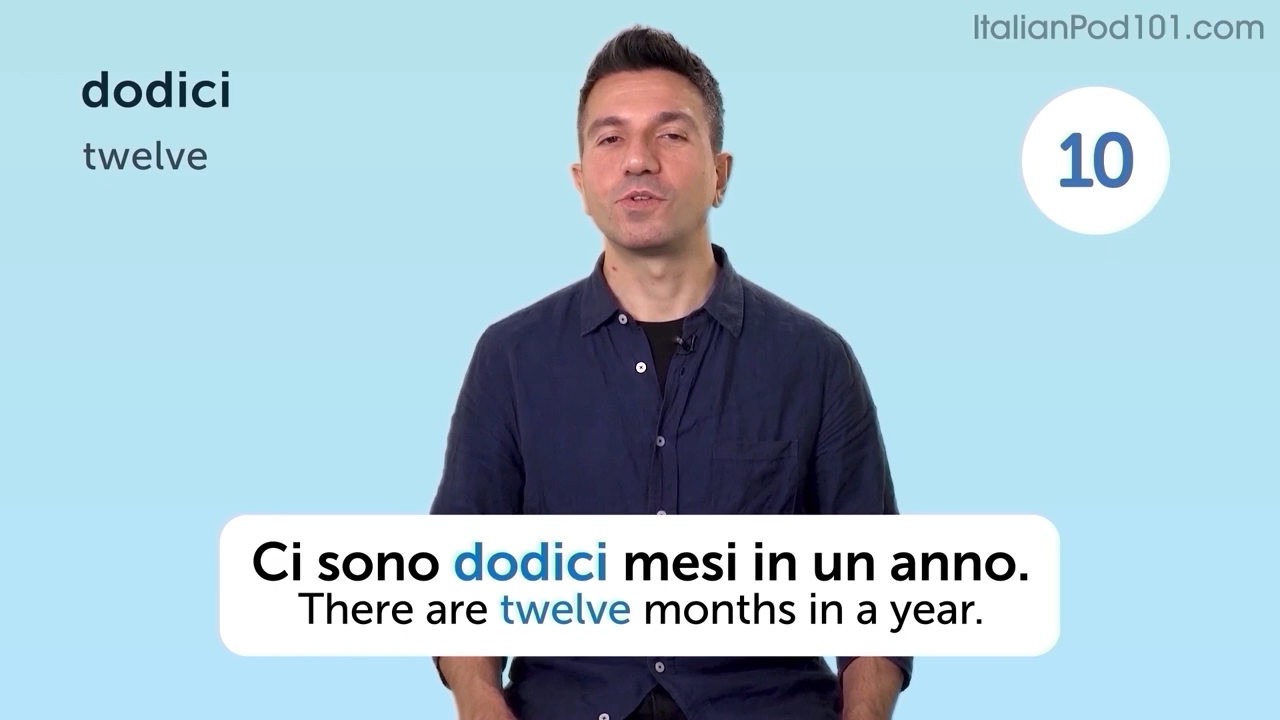 ItalianPod101.com
dodici
twelve
10
Ci sono dodici mesi in un anno.
There are twelve months in a year.